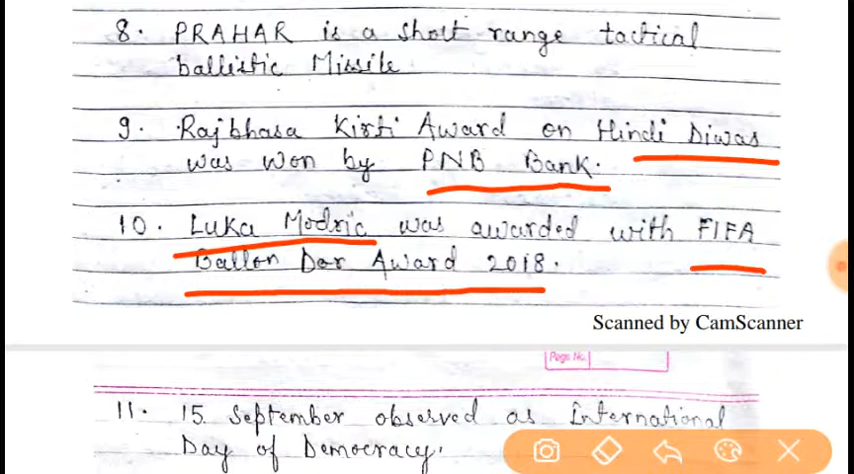 8. PRAHAR is a short range tactical
ballistic Missile
9. Rajbhasa Kirti Award on Hindi Diwas
was won by PNB Bank.
10. Luka Modric was awarded with FIFA
Ballon Dor Award 2018.
Scanned by CamScanner
Page No.
11. 15 September observed as International
Day of Democracy.